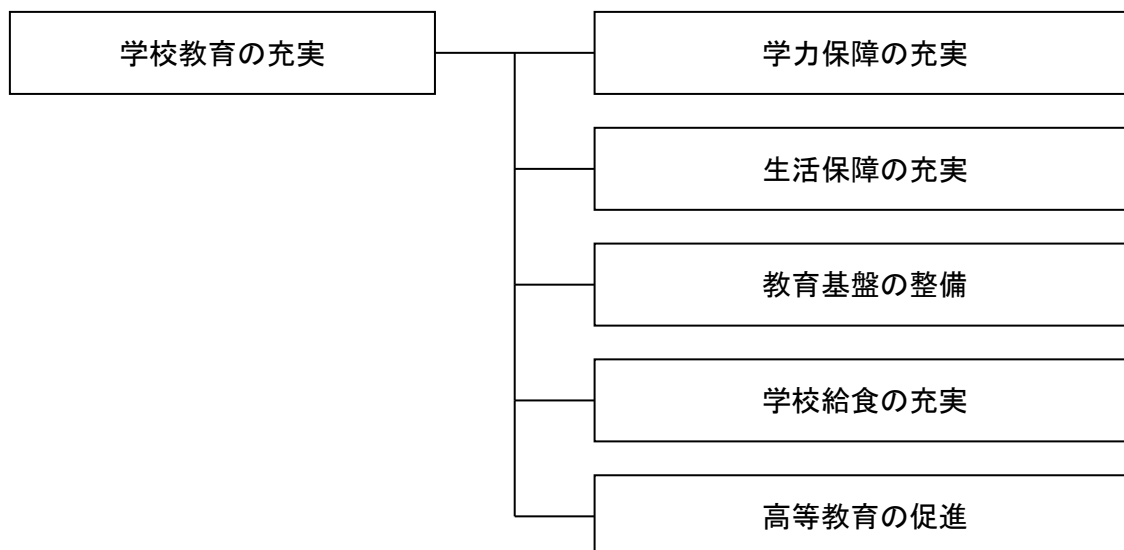 学校教育の充実
学力保障の充実
生活保障の充実
教育基盤の整備
学校給食の充実
高等教育の促進